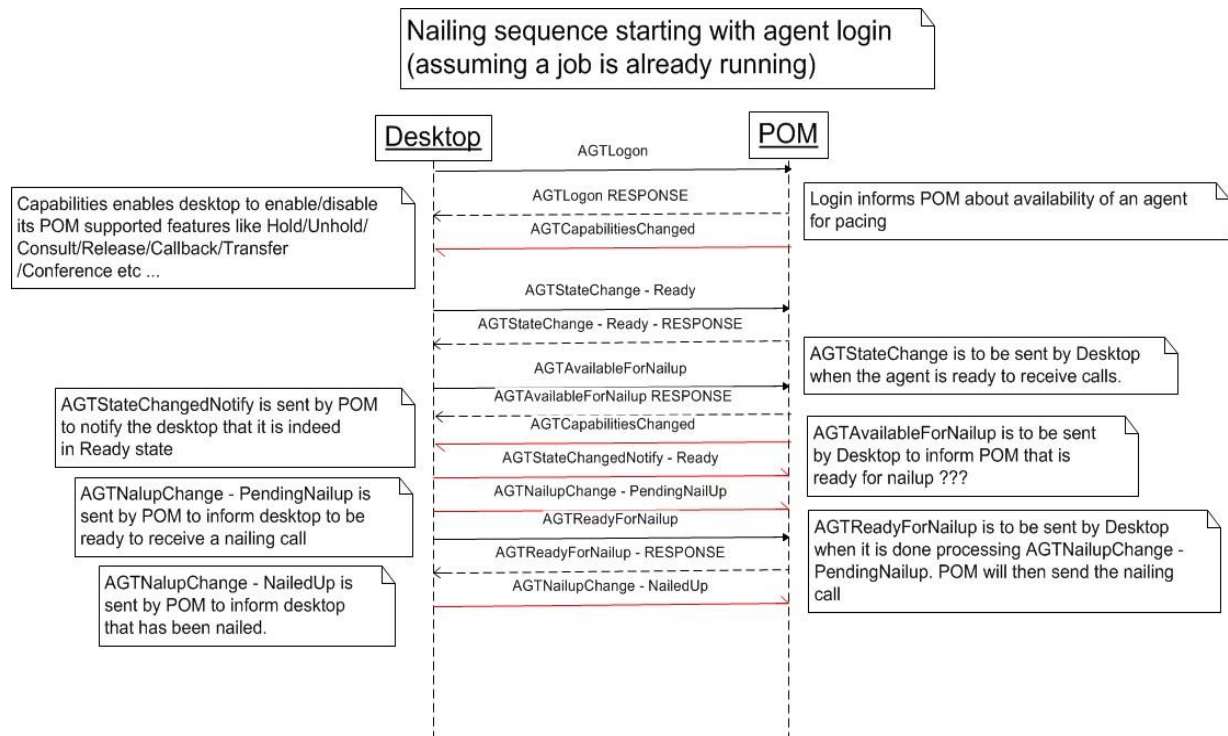 Nailing sequence starting with agent login
(assuming a job is already running)
Desktop
POM
AGTLogon
AGTLogon RESPONSE
AGTCapabilitiesChanged
Capabilities enables desktop to enable/disable
its POM supported features like Hold/Unhold/
Consult/Release/Callback/Transfer
/Conference etc ...
Login informs POM about availability of an agent
for pacing
AGTStateChange - Ready
AGTStateChange - Ready - RESPONSE
AGTAvailableForNailup
AGTStateChange is to be sent by Desktop
when the agent is ready to receive calls.
AGTAvailableForNailup RESPONSE
AGTCapabilitiesChanged
AGTStateChangedNotify is sent by POM
to notify the desktop that it is indeed
in Ready state
AGTStateChangedNotify - Ready
AGTAvailableForNailup is to be sent
by Desktop to inform POM that is
ready for nailup ???
AGTNailupChange - PendingNailUp
AGTNalupChange - PendingNailup is
sent by POM to inform desktop to be
ready to receive a nailing call
AGTReadyForNailup
AGTReadyForNailup - RESPONSE
AGTReadyForNailup is to be sent by Desktop
when it is done processing AGTNailupChange -
PendingNailup. POM will then send the nailing
call
AGTNailupChange - NailedUp
AGTNalupChange - NailedUp is
sent by POM to inform desktop
that has been nailed.